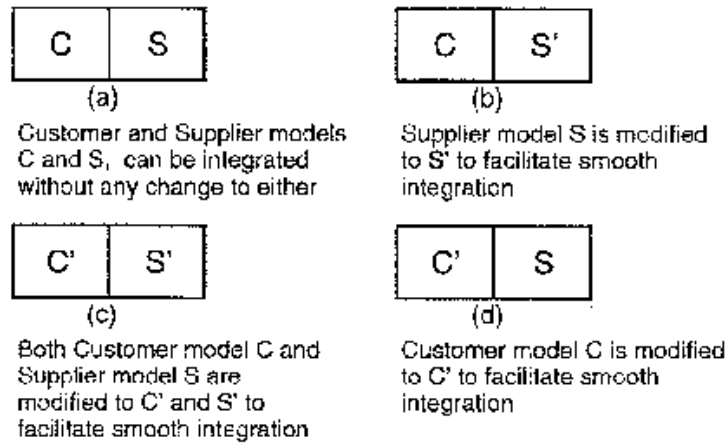 C S
(a)
Customer and Supplier models
C and S, can be integrated
without any change to either
C S'
(b)
Supplier model S is modified
to S' to facilitate smooth
integration
C' S'
(c)
Both Customer model C and
Supplier model S are
modified to C' and S' to
facilitate smooth integration
C' S
(d)
Customer model C is modified
to C' to facilitate smooth
integration